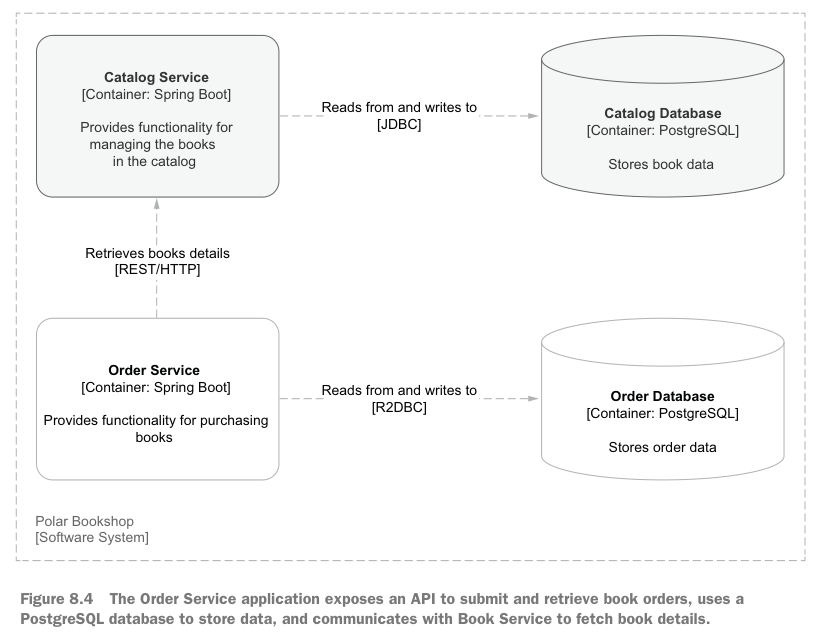 Catalog Service
[Container: Spring Boot]
Provides functionality for
managing the books
in the catalog
Reads from and writes to
[JDBC]
Catalog Database
[Container: PostgreSQL]
Stores book data
Retrieves books details
[REST/HTTP]
Order Service
[Container: Spring Boot]
Provides functionality for purchasing
books
Reads from and writes to
[R2DBC]
Order Database
[Container: PostgreSQL]
Stores order data
Polar Bookshop
[Software System]
Figure 8.4 The Order Service application exposes an API to submit and retrieve book orders, uses a
PostgreSQL database to store data, and communicates with Book Service to fetch book details.